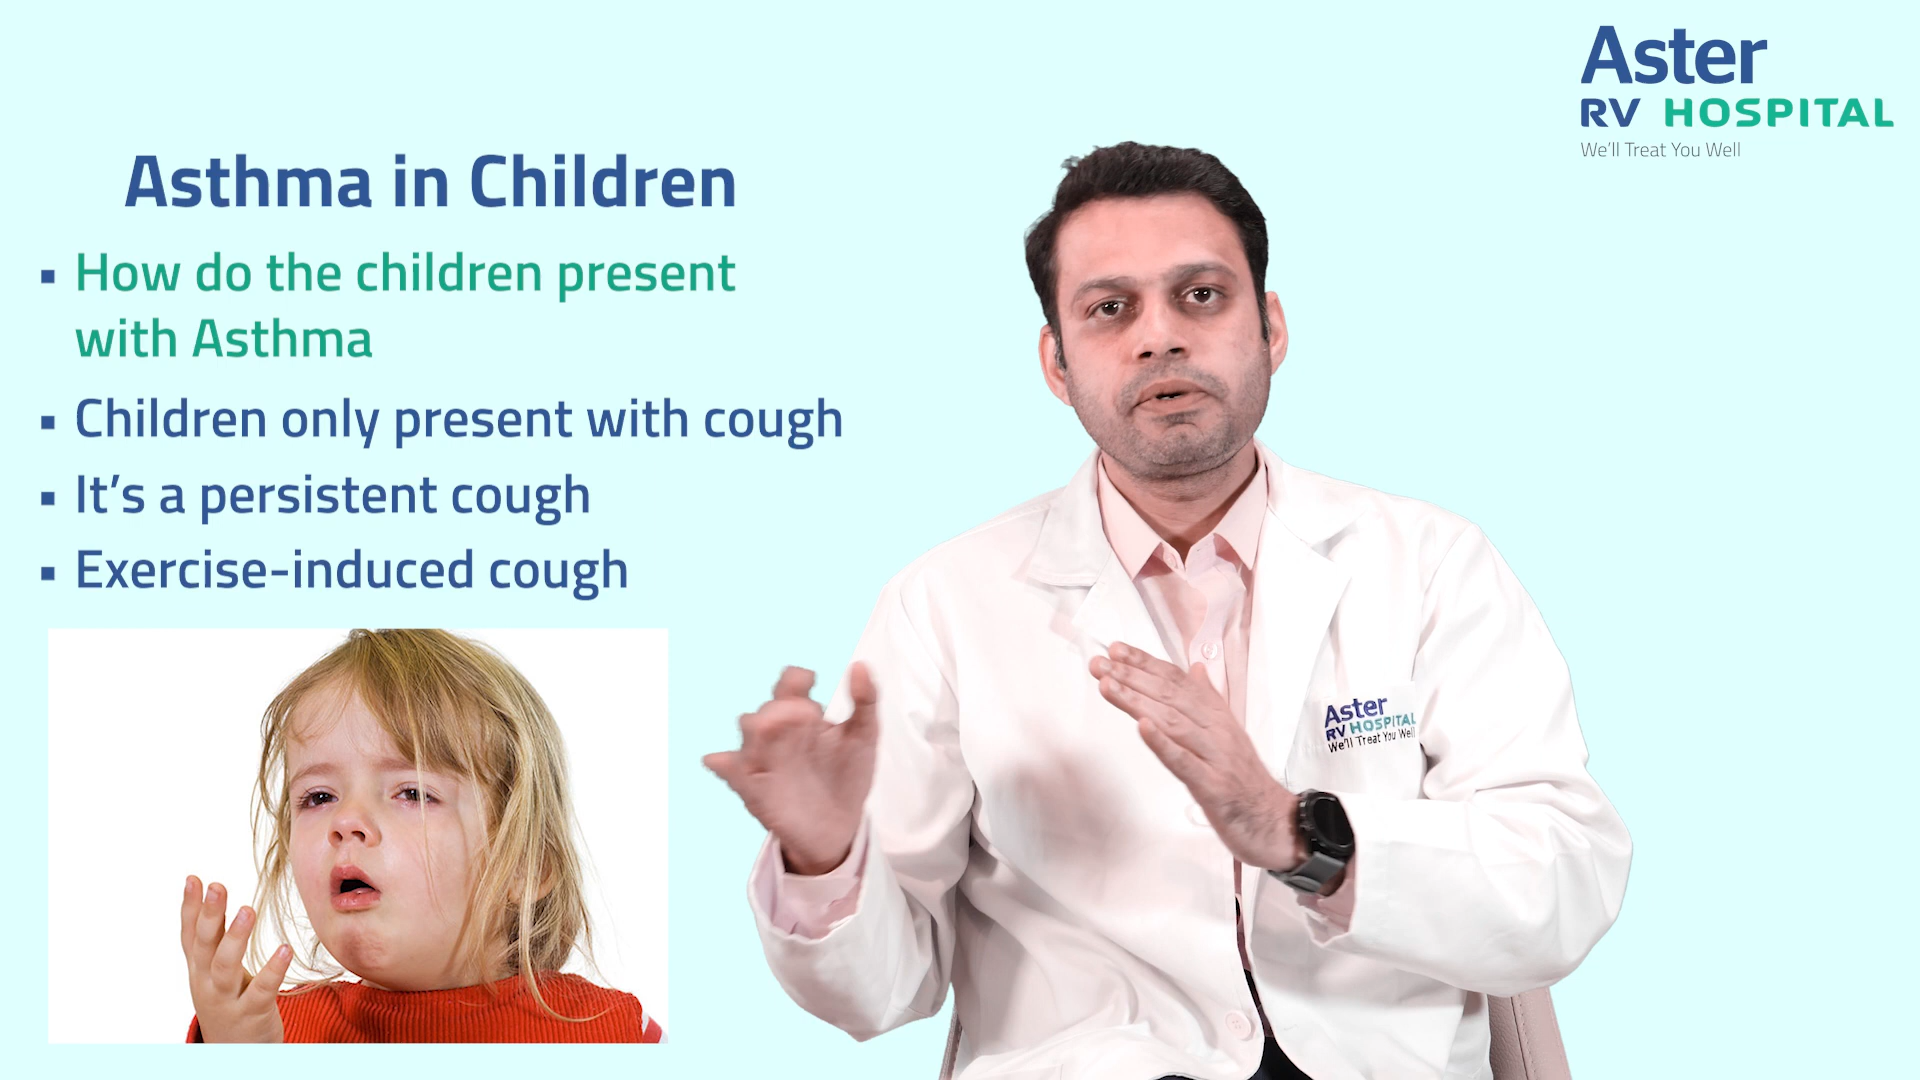 Aster
RV HOSPITAL
We'll Treat You Well
Asthma in Children
▪ How do the children present
with Asthma
▪ Children only present with cough
▪ It’s a persistent cough
▪ Exercise-induced cough
Aster
RV HOSPITAL
We'll Treat You Well